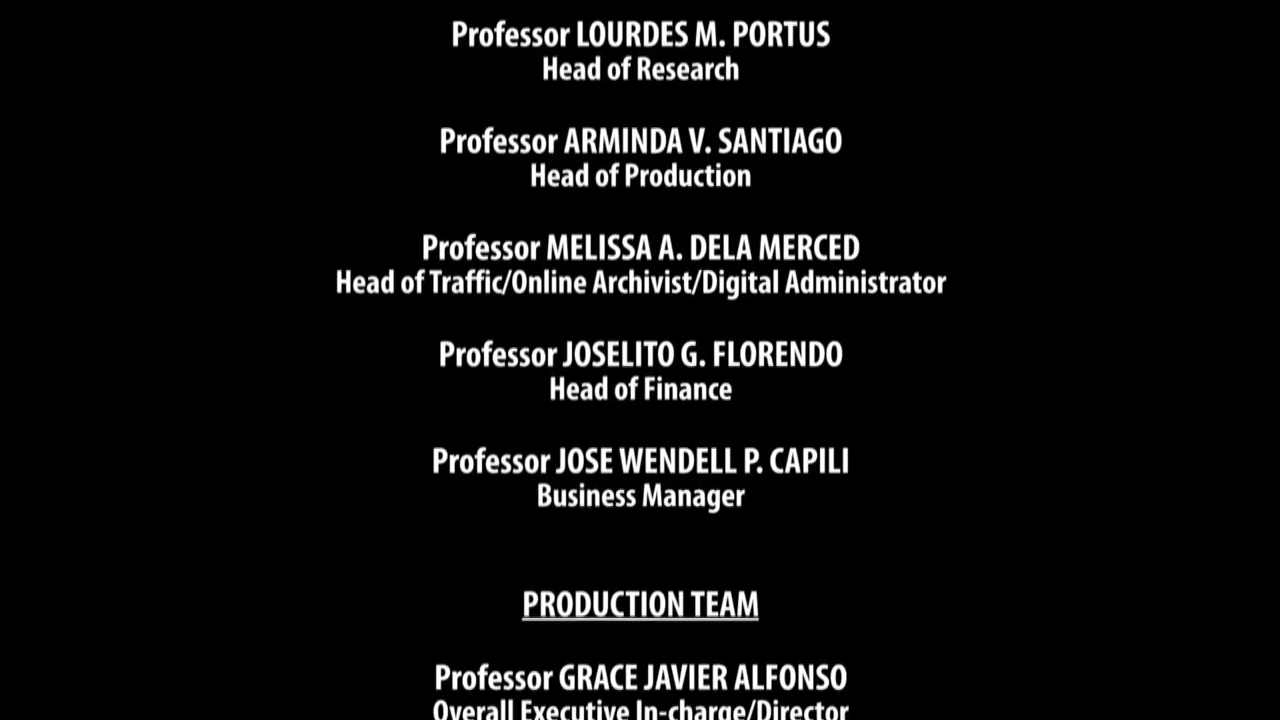 Professor LOURDES M. PORTUS
Head of Research
Professor ARMINDA V. SANTIAGO
Head of Production
Professor MELISSA A. DELA MERCED
Head of Traffic/Online Archivist/Digital Administrator
Professor JOSELITO G. FLORENDO
Head of Finance
Professor JOSE WENDELL P. CAPILI
Business Manager
PRODUCTION TEAM
Professor GRACE JAVIER ALFONSO
Overall Executive In-charge/Director